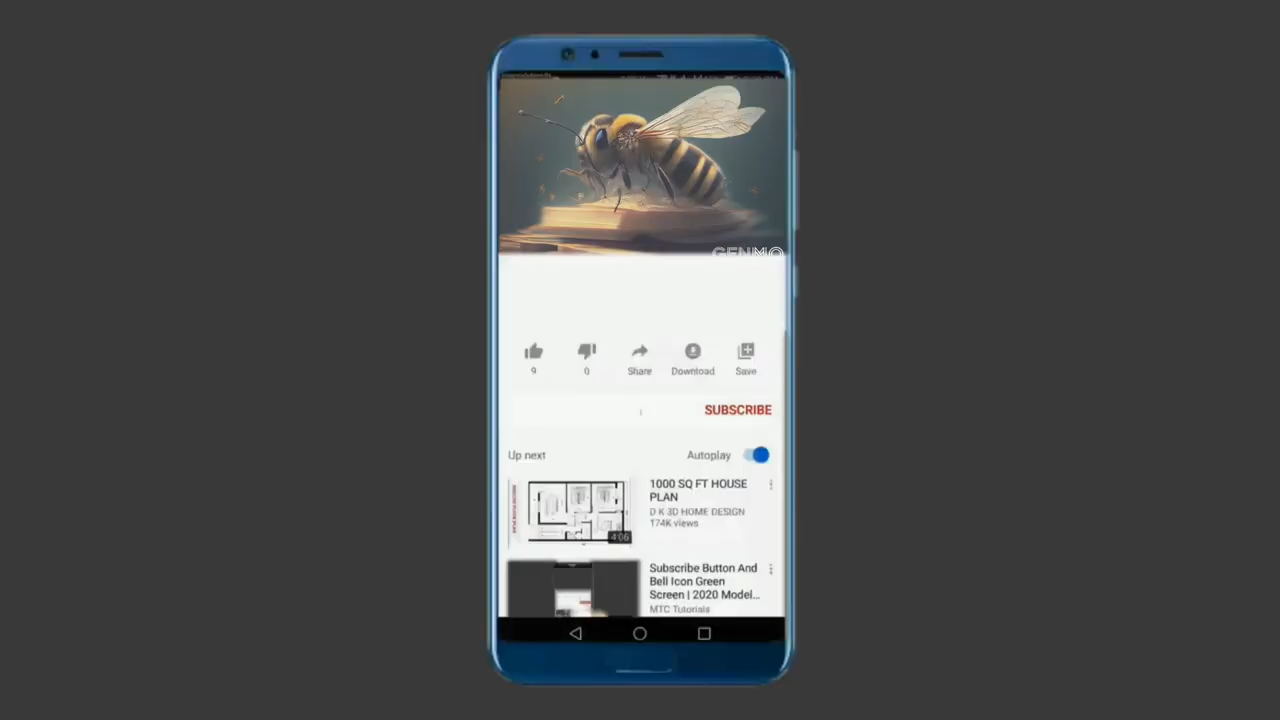 GENMO
9
0
Share
Download
Save
SUBSCRIBE
Up next
Autoplay
1000 SQ FT HOUSE
PLAN
D K 3D HOME DESIGN
174K views
4:06
Subscribe Button And
Bell Icon Green
Screen | 2020 Model...
MTC Tutorials